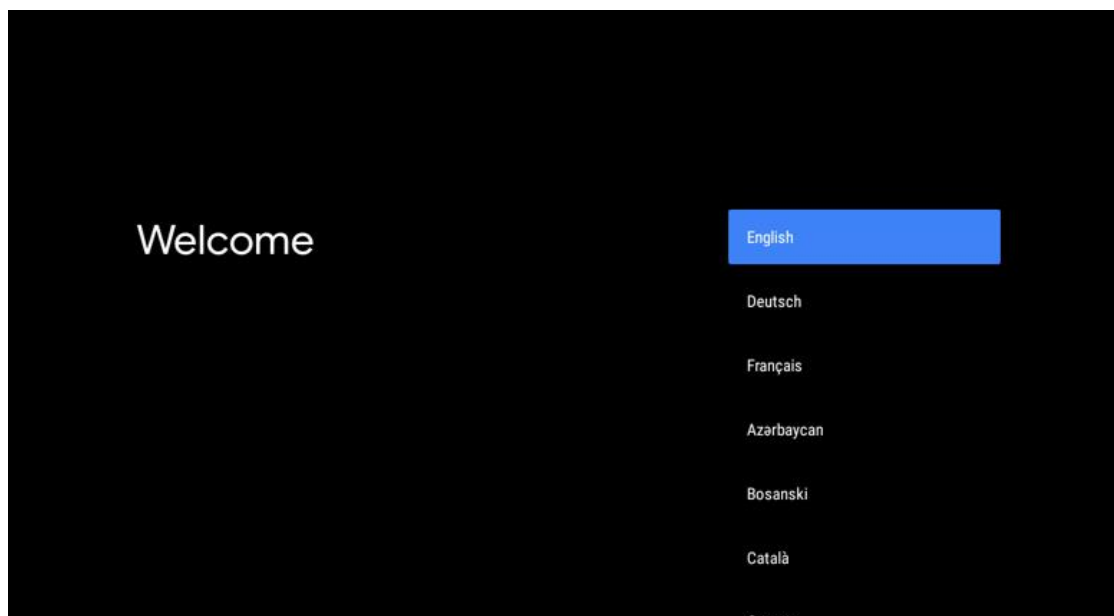 Welcome
English
Deutsch
Français
Azərbaycan
Bosanski
Català